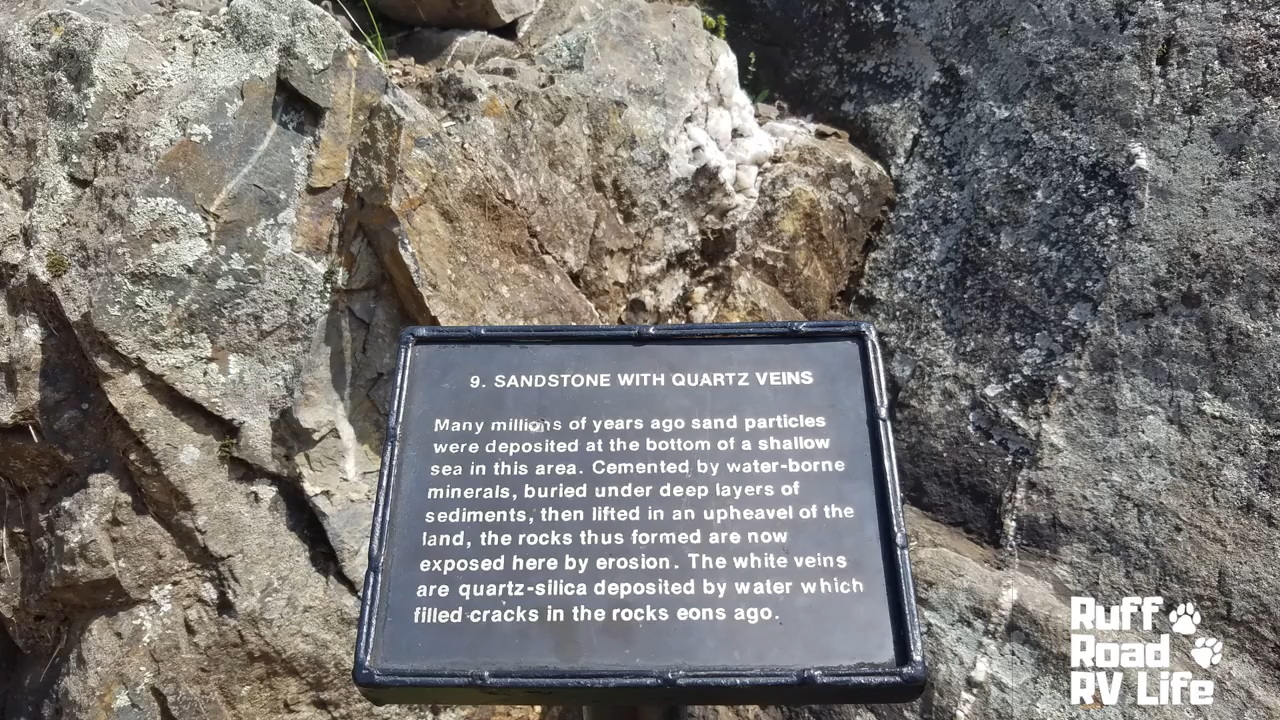 9. SANDSTONE WITH QUARTZ VEINS
Many millions of years ago sand particles
were deposited at the bottom of a shallow
sea in this area. Cemented by water-borne
minerals, buried under deep layers of
sediments, then lifted in an upheavel of the
land, the rocks thus formed are now
exposed here by erosion. The white veins
are quartz-silica deposited by water which
filled cracks in the rocks eons ago.
Ruff
Road
RV Life